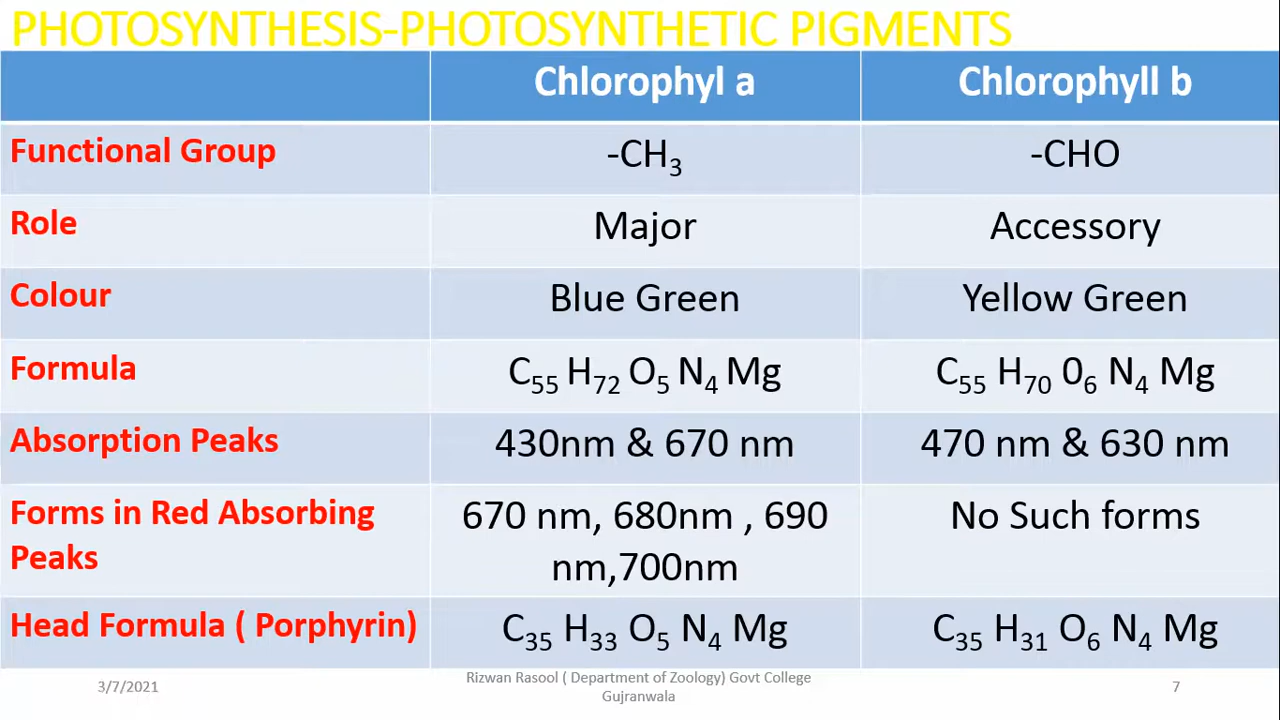 PHOTOSYNTHESIS-PHOTOSYNTHETIC PIGMENTS
Chlorophyl a Chlorophyll b
Functional Group -CH₃ -CHO
Role Major Accessory
Colour Blue Green Yellow Green
Formula C₅₅ H₇₂ O₅ N₄ Mg C₅₅ H₇₀ 0₆ N₄ Mg
Absorption Peaks 430nm & 670 nm 470 nm & 630 nm
Forms in Red Absorbing 670 nm, 680nm , 690 No Such forms
Peaks nm,700nm
Head Formula ( Porphyrin) C₃₅ H₃₃ O₅ N₄ Mg C₃₅ H₃₁ O₆ N₄ Mg
3/7/2021 Rizwan Rasool ( Department of Zoology) Govt College 7
Gujranwala